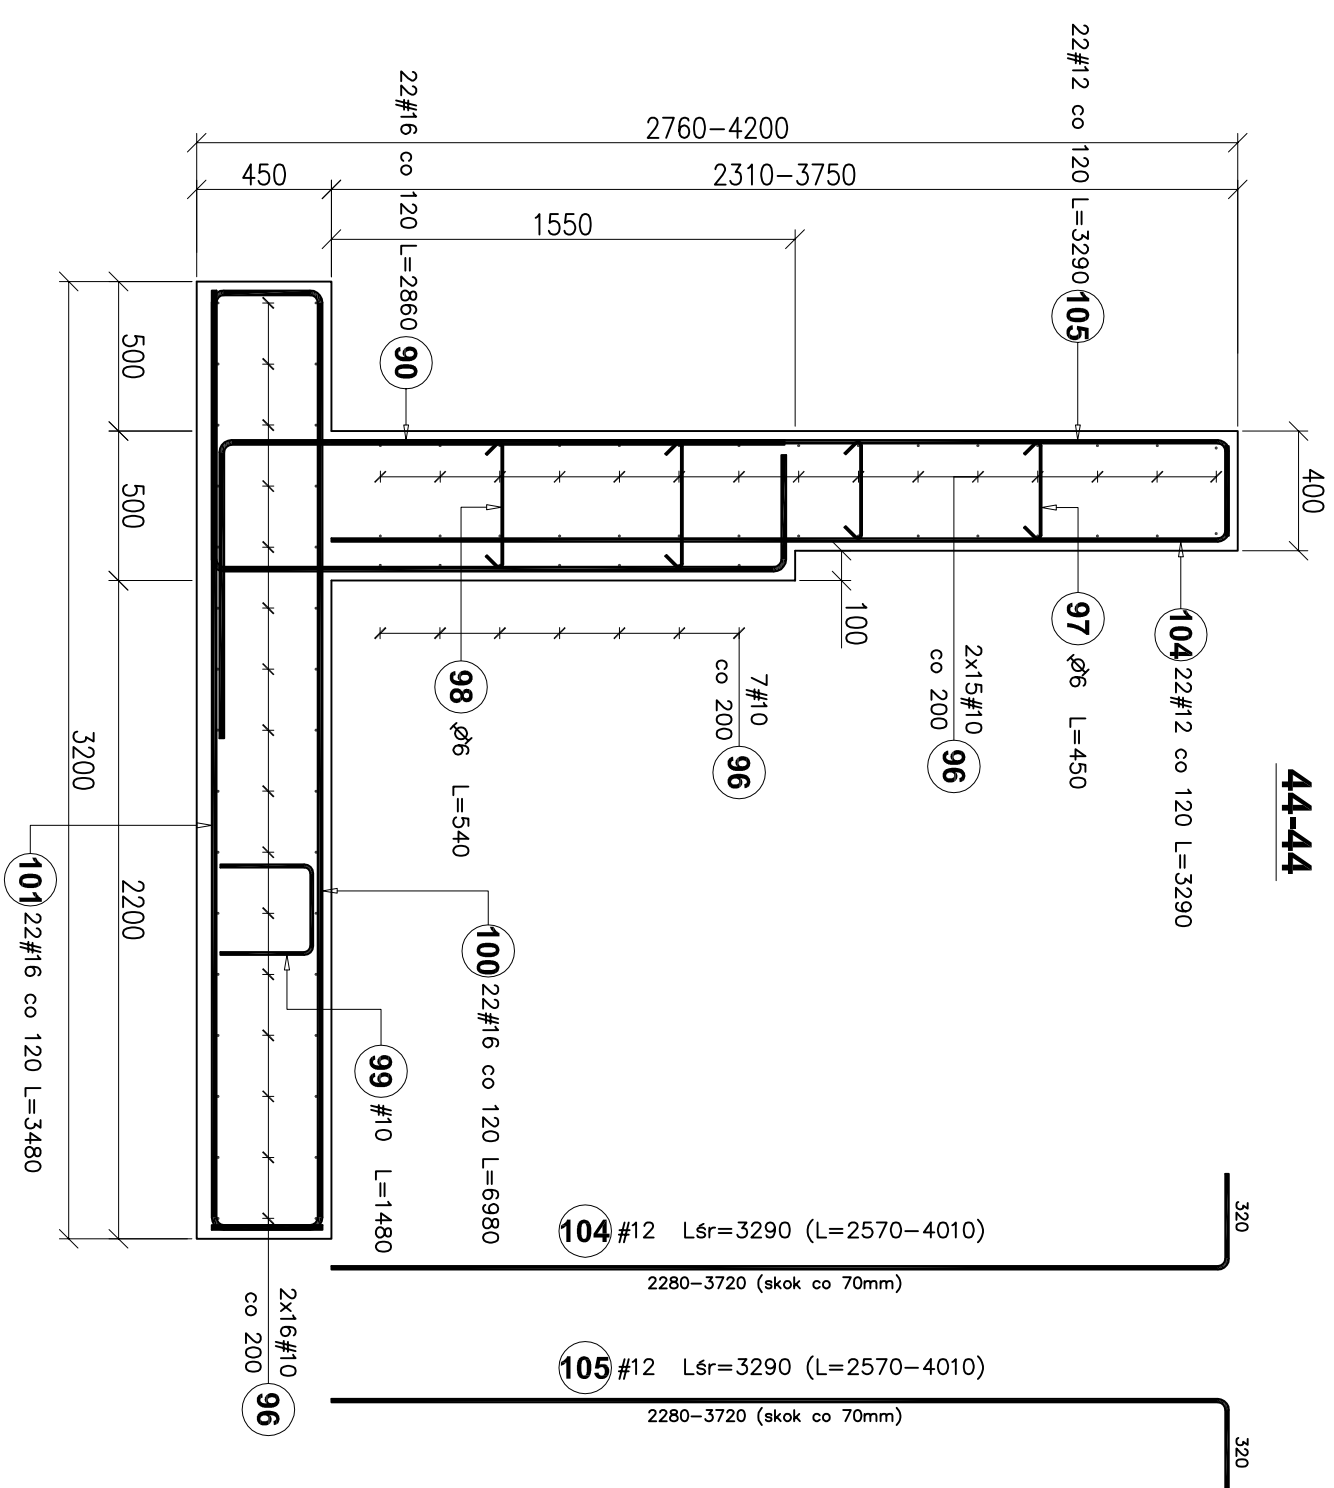 44-44
22#12 co 120 L=3290
105
2760-4200
2310-3750
450
1550
22#16 co 120 L=2860
90
400
100
500
500
2200
3200
104
22#12 co 120 L=3290
97
Ø6 L=450
2x15#10
co 200
96
7#10
co 200
96
98
Ø6 L=540
100
22#16 co 120 L=6980
99
#10 L=1480
101
22#16 co 120 L=3480
2x16#10
co 200
96
320
104 #12 Lśr=3290 (L=2570-4010)
2280-3720 (skok co 70mm)
105 #12 Lśr=3290 (L=2570-4010)
2280-3720 (skok co 70mm)
320